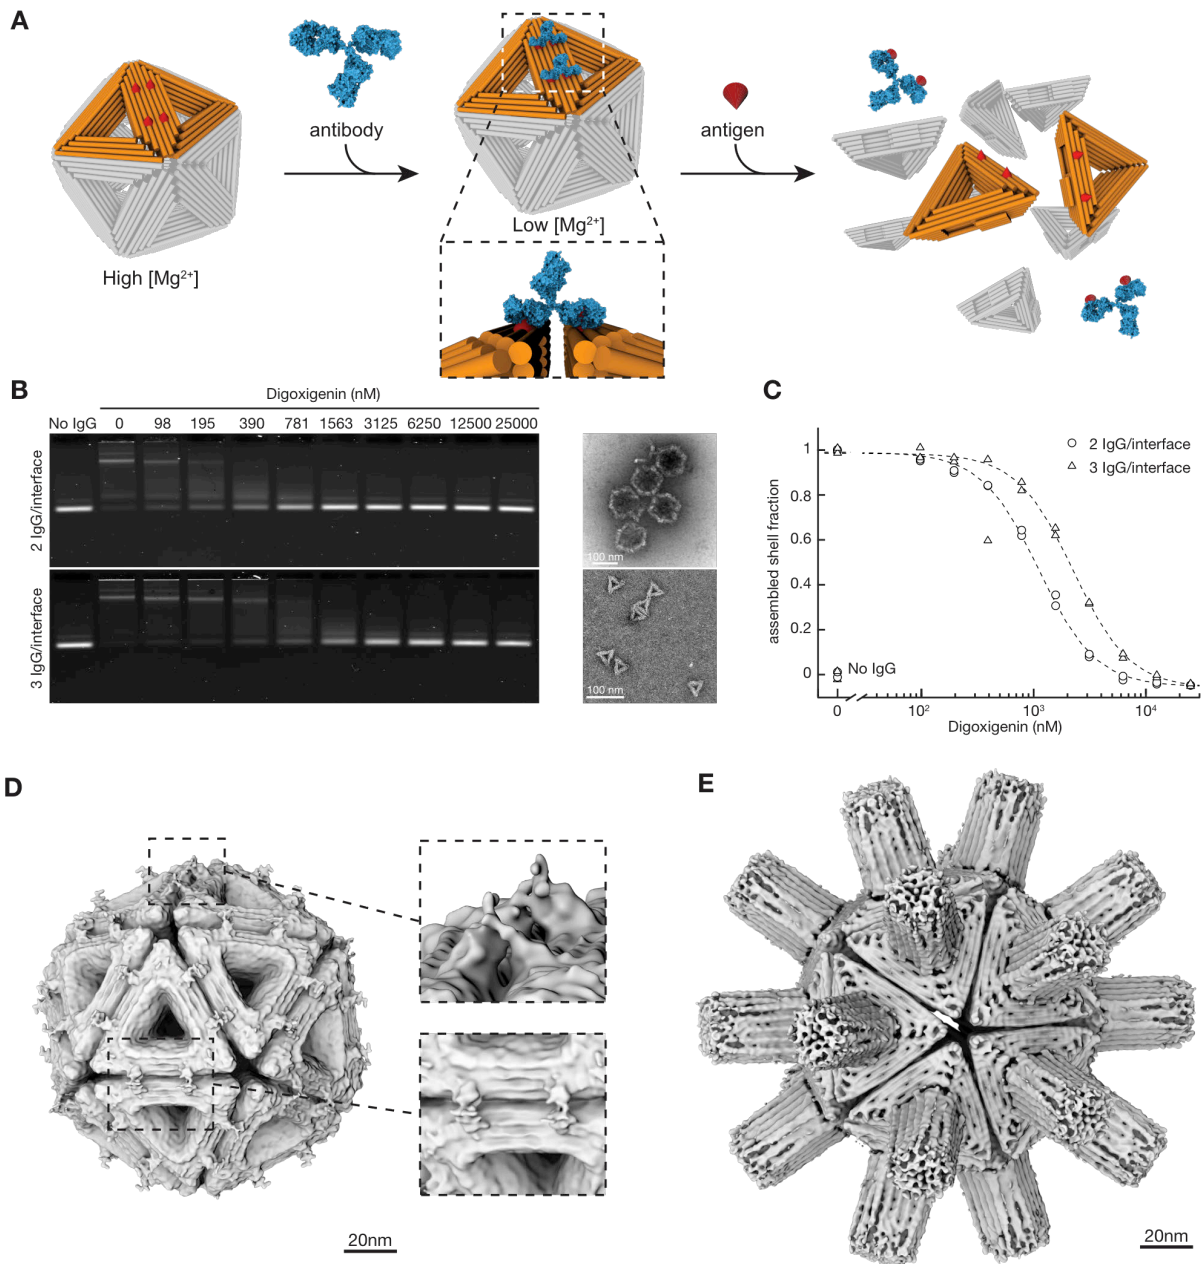 A
antibody
antigen
High [Mg²⁺]
Low [Mg²⁺]
B
Digoxigenin (nM)
No IgG 0 98 195 390 781 1563 3125 6250 12500 25000
2 IgG/interface
3 IgG/interface
100 nm
100 nm
C
2 IgG/interface
3 IgG/interface
assembled shell fraction
1
0.8
0.6
0.4
0.2
0
No IgG
0 10² 10³ 10⁴
Digoxigenin (nM)
D
20nm
E
20nm